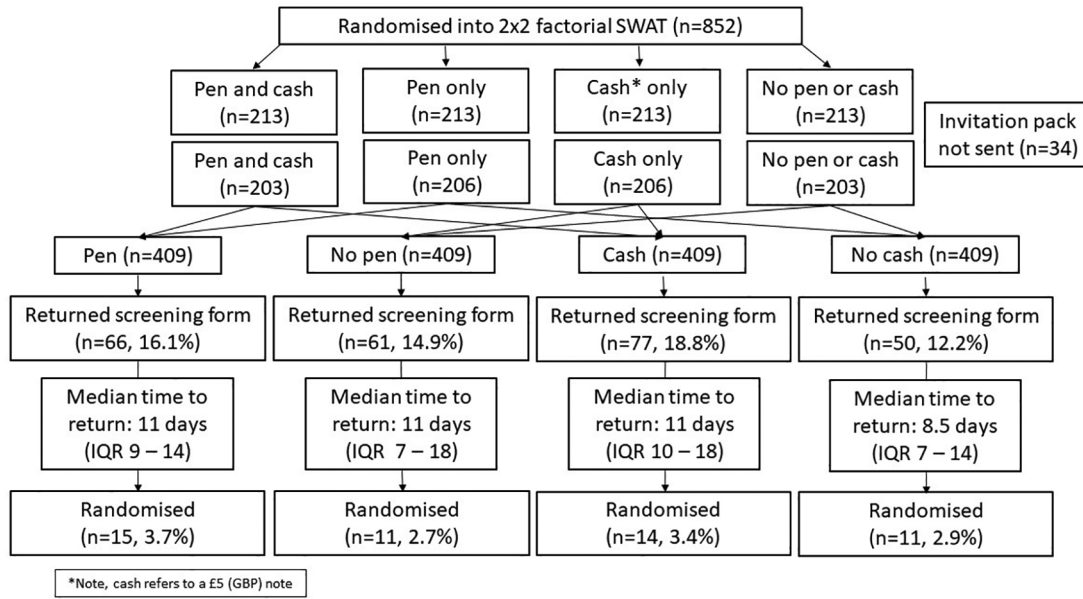 Randomised into 2x2 factorial SWAT (n=852)
Pen and cash
(n=213)
Pen only
(n=213)
Cash* only
(n=213)
No pen or cash
(n=213)
Invitation pack
not sent (n=34)
Pen and cash
(n=203)
Pen only
(n=206)
Cash only
(n=206)
No pen or cash
(n=203)
Pen (n=409)
No pen (n=409)
Cash (n=409)
No cash (n=409)
Returned screening form
(n=66, 16.1%)
Returned screening form
(n=61, 14.9%)
Returned screening form
(n=77, 18.8%)
Returned screening form
(n=50, 12.2%)
Median time to
return: 11 days
(IQR 9 – 14)
Median time to
return: 11 days
(IQR 7 – 18)
Median time to
return: 11 days
(IQR 10 – 18)
Median time to
return: 8.5 days
(IQR 7 – 14)
Randomised
(n=15, 3.7%)
Randomised
(n=11, 2.7%)
Randomised
(n=14, 3.4%)
Randomised
(n=11, 2.9%)
*Note, cash refers to a £5 (GBP) note